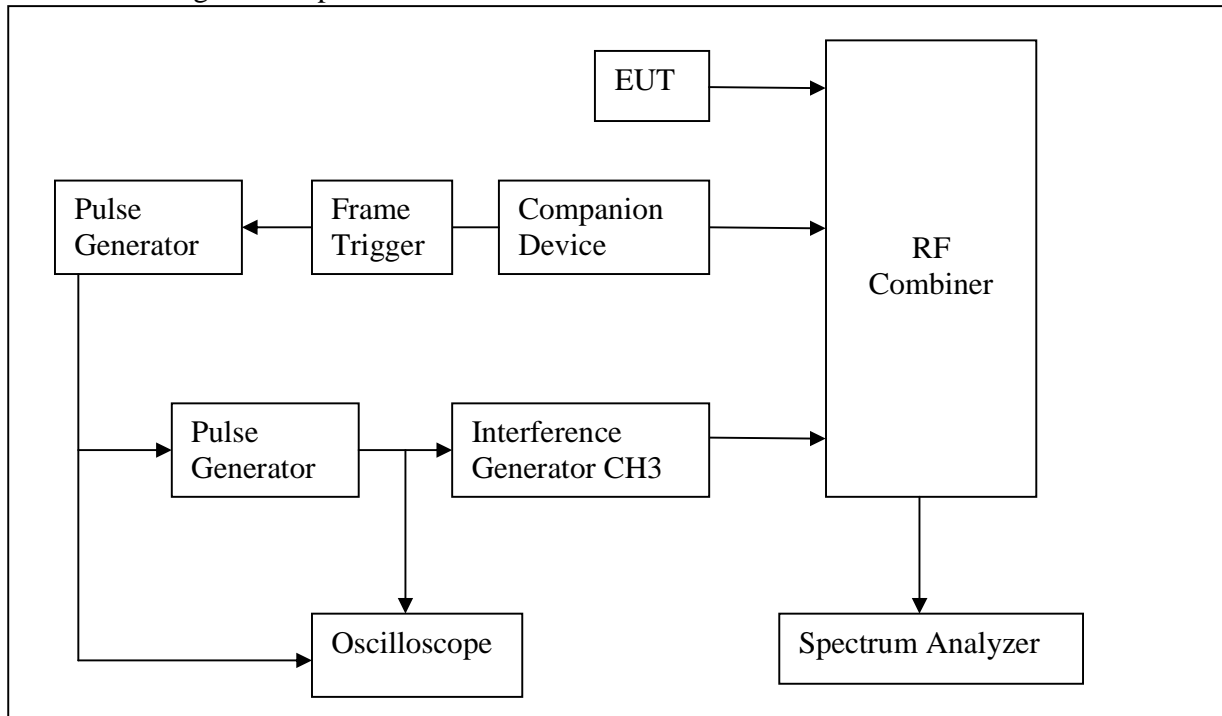 EUT
Pulse
Generator
Frame
Trigger
Companion
Device
RF
Combiner
Pulse
Generator
Interference
Generator CH3
Oscilloscope
Spectrum Analyzer